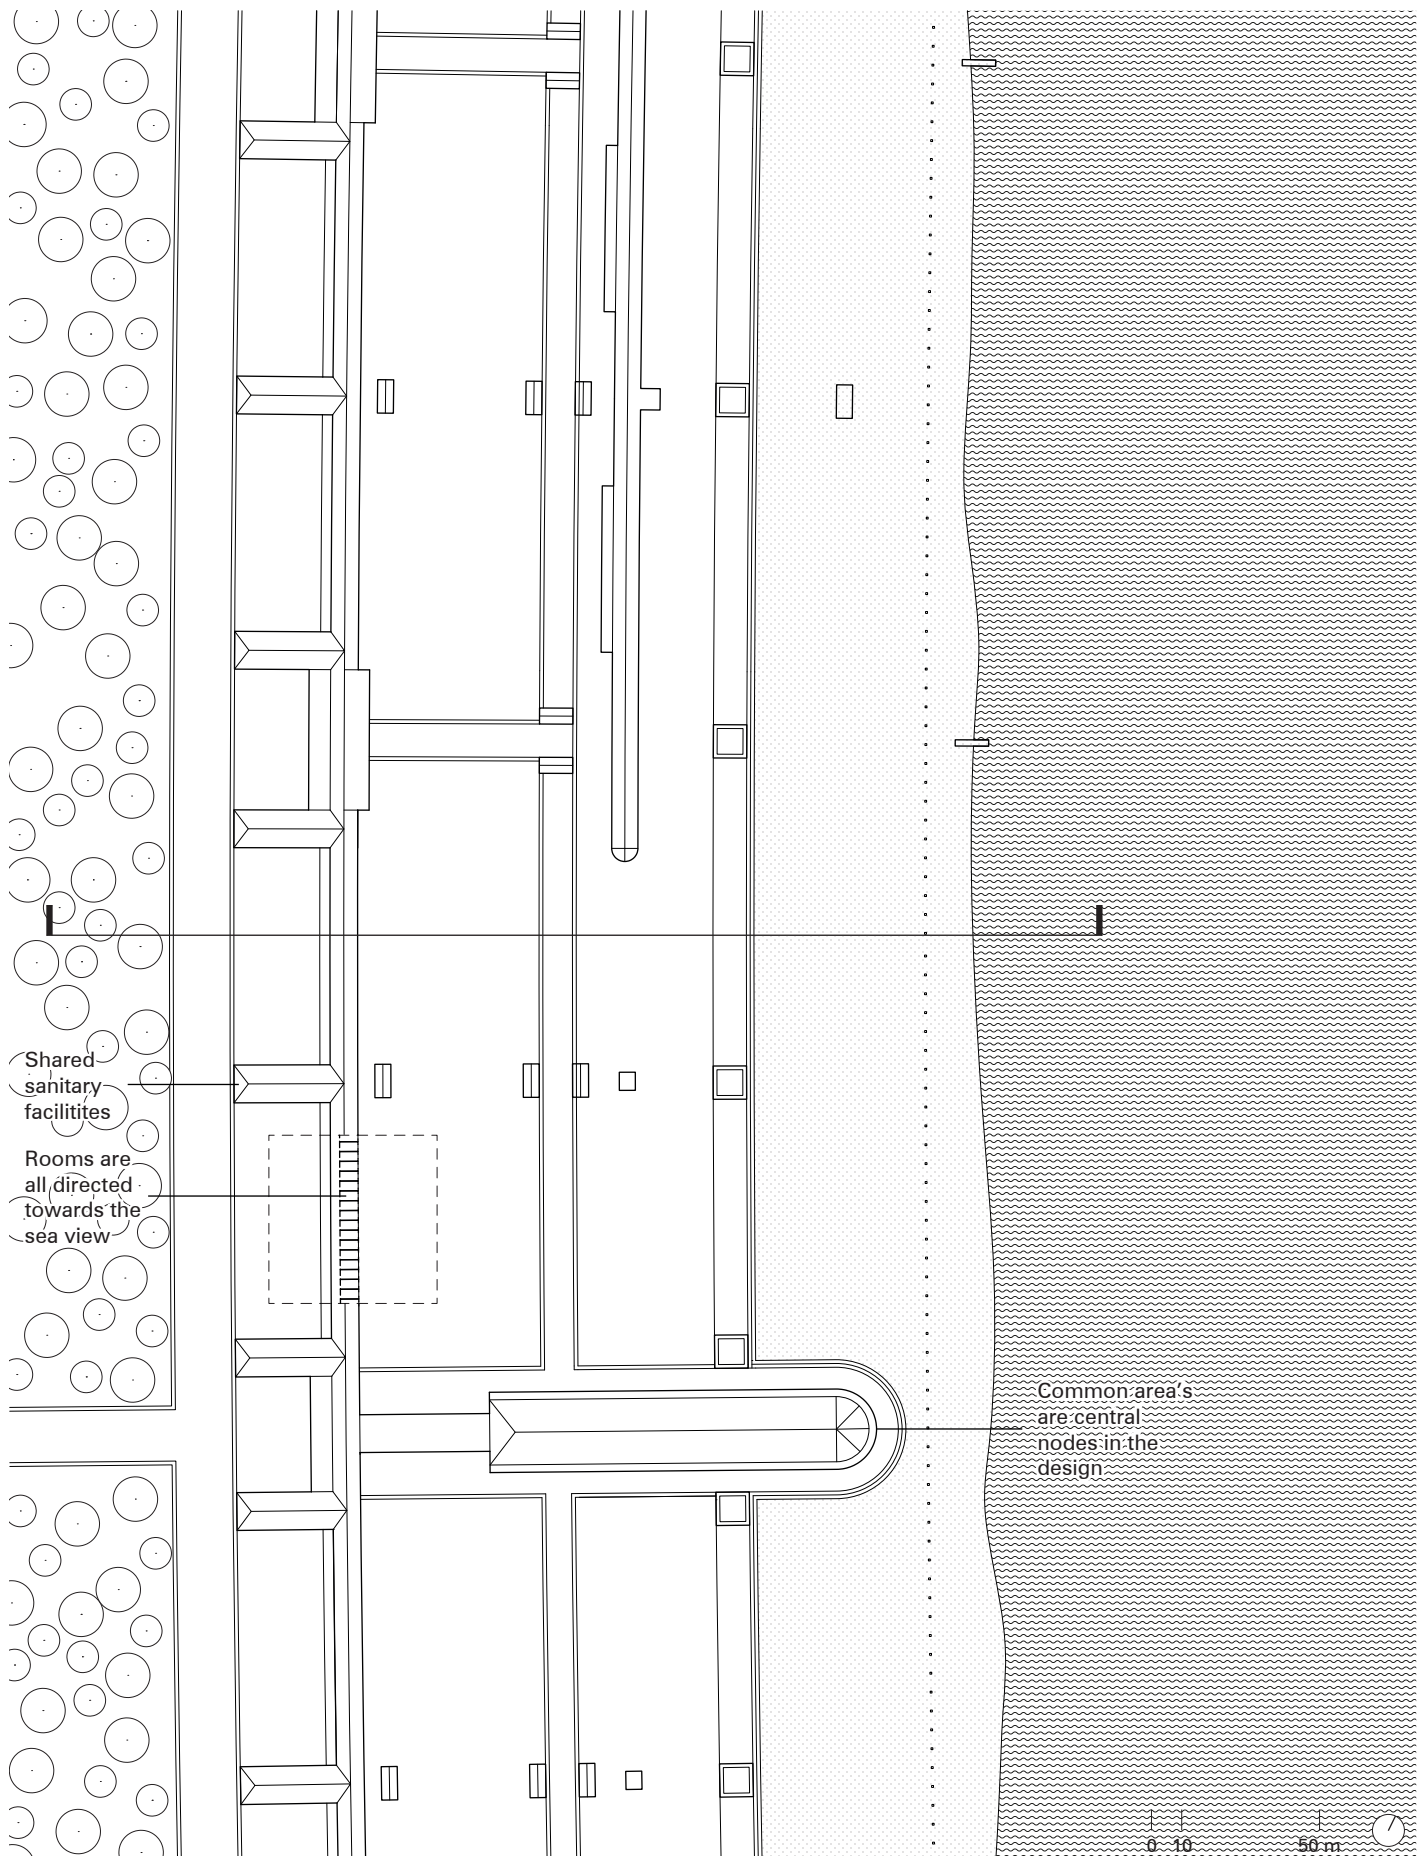 Shared
sanitary
facilitites
Rooms are
all directed
towards the
sea view
Common area's
are central
nodes in the
design
0 10 50 m